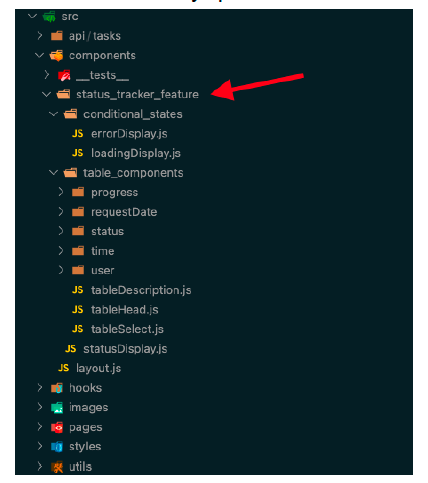 src
api/tasks
components
__tests__
status_tracker_feature
conditional_states
JS errorDisplay.js
JS loadingDisplay.js
table_components
progress
requestDate
status
time
user
JS tableDescription.js
JS tableHead.js
JS tableSelect.js
JS statusDisplay.js
JS layout.js
hooks
images
pages
styles
utils